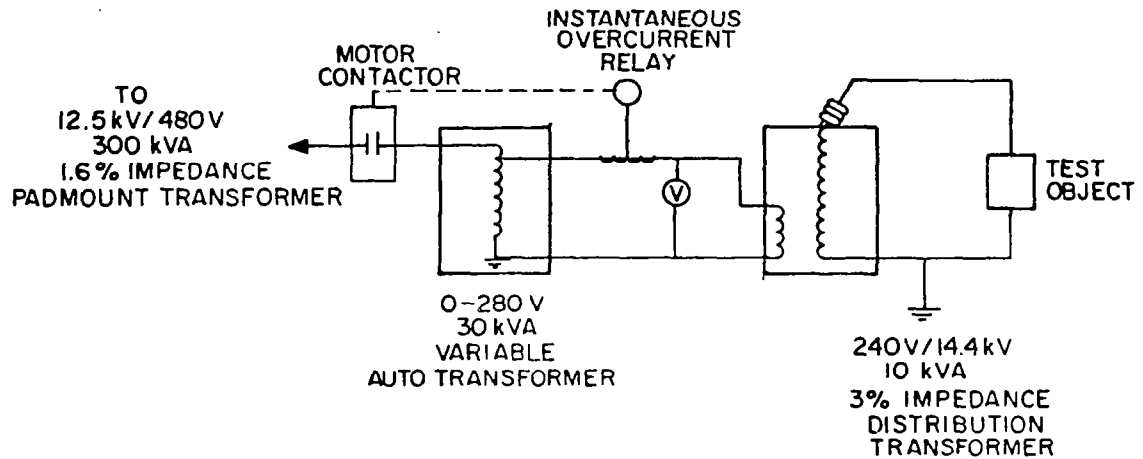 INSTANTANEOUS
OVERCURRENT
RELAY
MOTOR
CONTACTOR
TO
12.5kV/480V
300 kVA
1.6% IMPEDANCE
PADMOUNT TRANSFORMER
V
TEST
OBJECT
0-280 V
30 kVA
VARIABLE
AUTO TRANSFORMER
240V/14.4kV
10 kVA
3% IMPEDANCE
DISTRIBUTION
TRANSFORMER